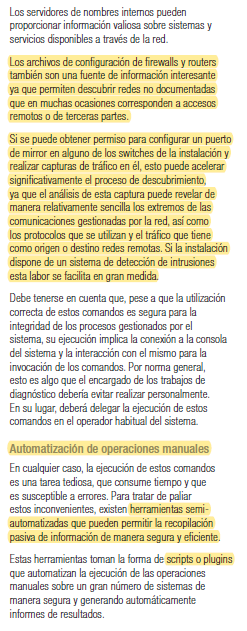 Los servidores de nombres internos pueden
proporcionar información valiosa sobre sistemas y
servicios disponibles a través de la red.
Los archivos de configuración de firewalls y routers
también son una fuente de información interesante
ya que permiten descubrir redes no documentadas
que en muchas ocasiones corresponden a accesos
remotos o de terceras partes.
Si se puede obtener permiso para configurar un puerto
de mirror en alguno de los switches de la instalación y
realizar capturas de tráfico en él, esto puede acelerar
significativamente el proceso de descubrimiento,
ya que el análisis de esta captura puede revelar de
manera relativamente sencilla los extremos de las
comunicaciones gestionadas por la red, así como
los protocolos que se utilizan y el tráfico que tiene
como origen o destino redes remotas. Si la instalación
dispone de un sistema de detección de intrusiones
esta labor se facilita en gran medida.
Debe tenerse en cuenta que, pese a que la utilización
correcta de estos comandos es segura para la
integridad de los procesos gestionados por el
sistema, su ejecución implica la conexión a la consola
del sistema y la interacción con el mismo para la
invocación de los comandos. Por norma general,
esto es algo que el encargado de los trabajos de
diagnóstico debería evitar realizar personalmente.
En su lugar, deberá delegar la ejecución de estos
comandos en el operador habitual del sistema.
Automatización de operaciones manuales
En cualquier caso, la ejecución de estos comandos
es una tarea tediosa, que consume tiempo y que
es susceptible a errores. Para tratar de paliar
estos inconvenientes, existen herramientas semi-
automatizadas que pueden permitir la recopilación
pasiva de información de manera segura y eficiente.
Estas herramientas toman la forma de scripts o plugins
que automatizan la ejecución de las operaciones
manuales sobre un gran número de sistemas de
manera segura y generando automáticamente
informes de resultados.